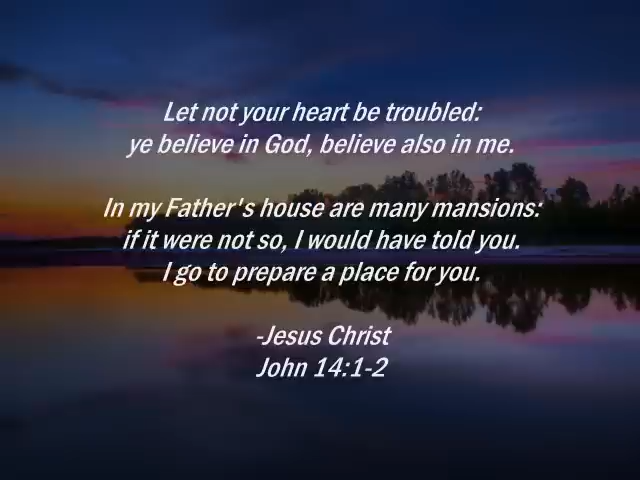 Let not your heart be troubled:
ye believe in God, believe also in me.
In my Father's house are many mansions:
if it were not so, I would have told you.
I go to prepare a place for you.
-Jesus Christ
John 14:1-2